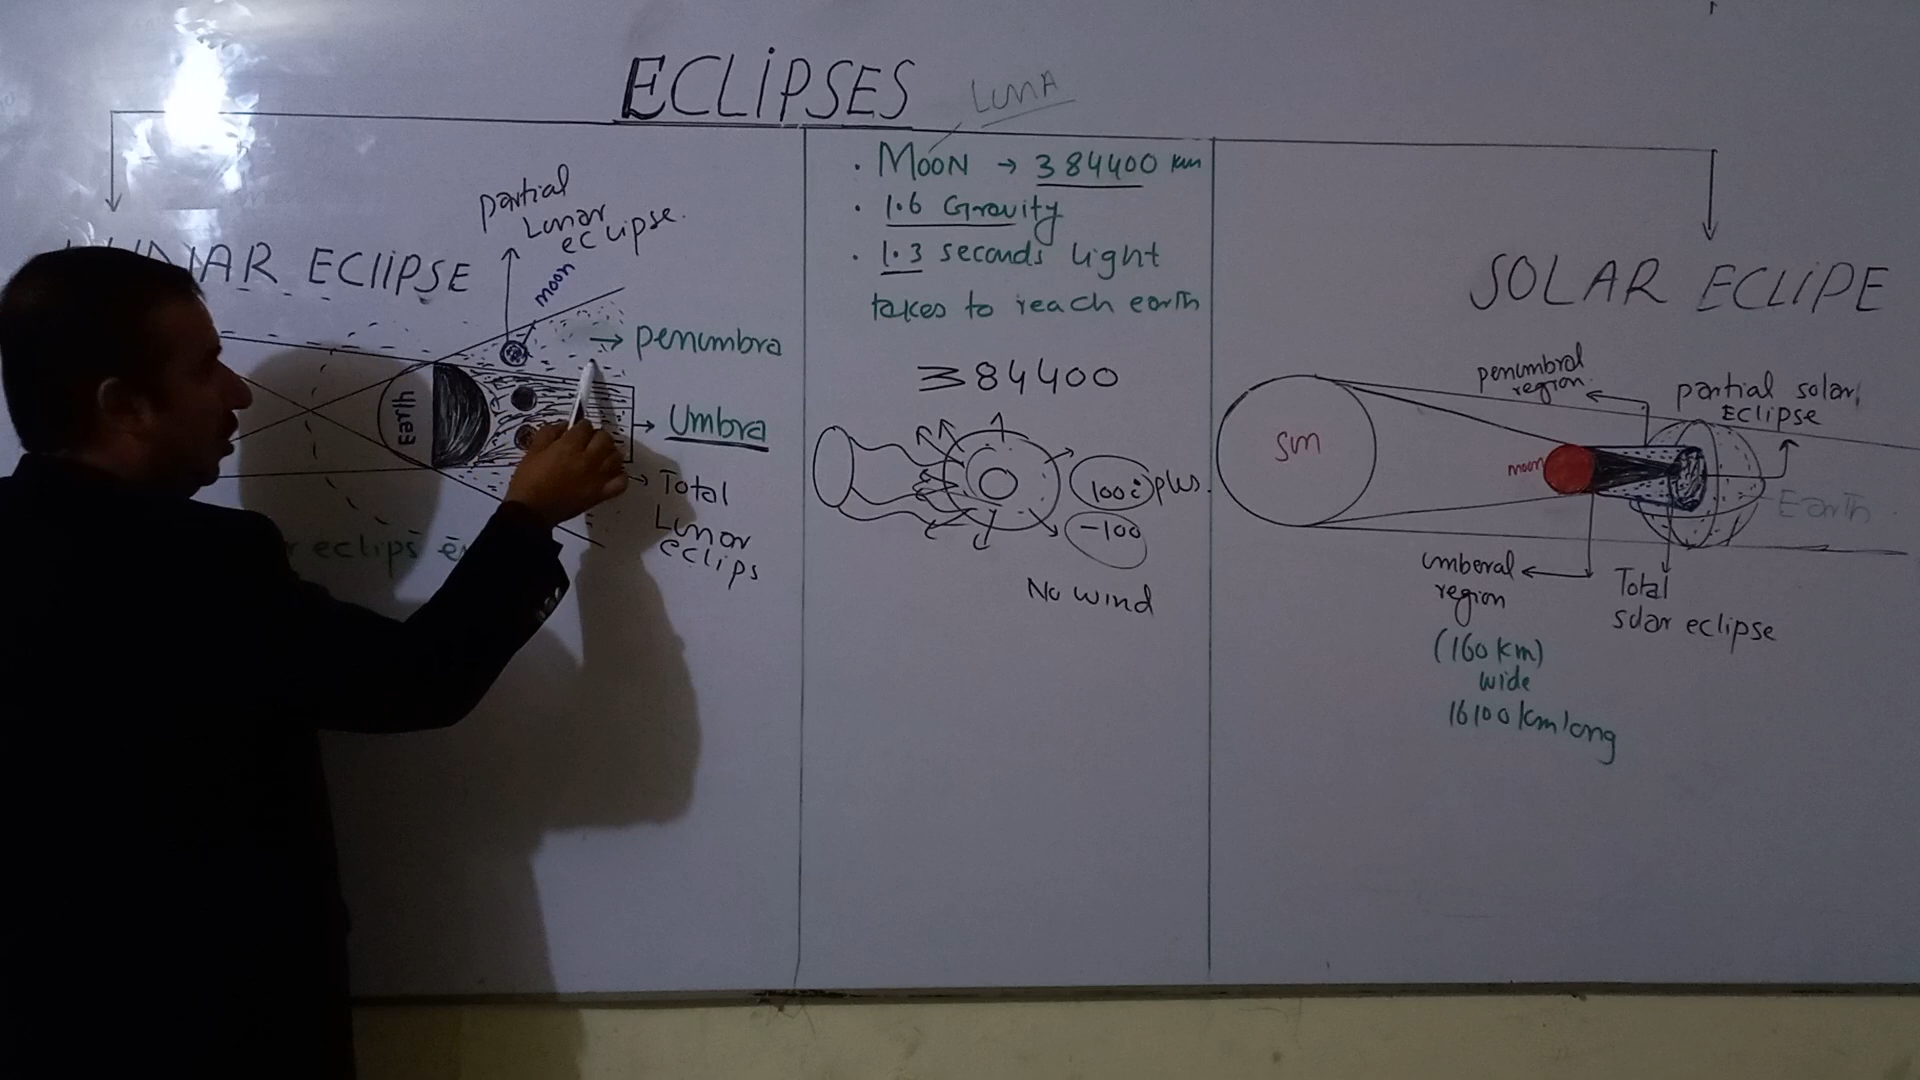 ECLIPSES
LUNA
LUNAR ECLIPSE
partial
Lunar
eclipse.
moon
Earth
→ penumbra
→ Umbra
→ Total
Lunar
eclips
eclips
. MOON → 384400 km
. 1.6 Gravity
. 1.3 seconds light
takes to reach earth
384400
100c plus.
-100
No wind
SOLAR ECLIPE
penumbral
region
partial solar
Eclipse
Sun
moon
Earth
umberal
region
(160 km)
wide
16100 km long
Total
solar eclipse